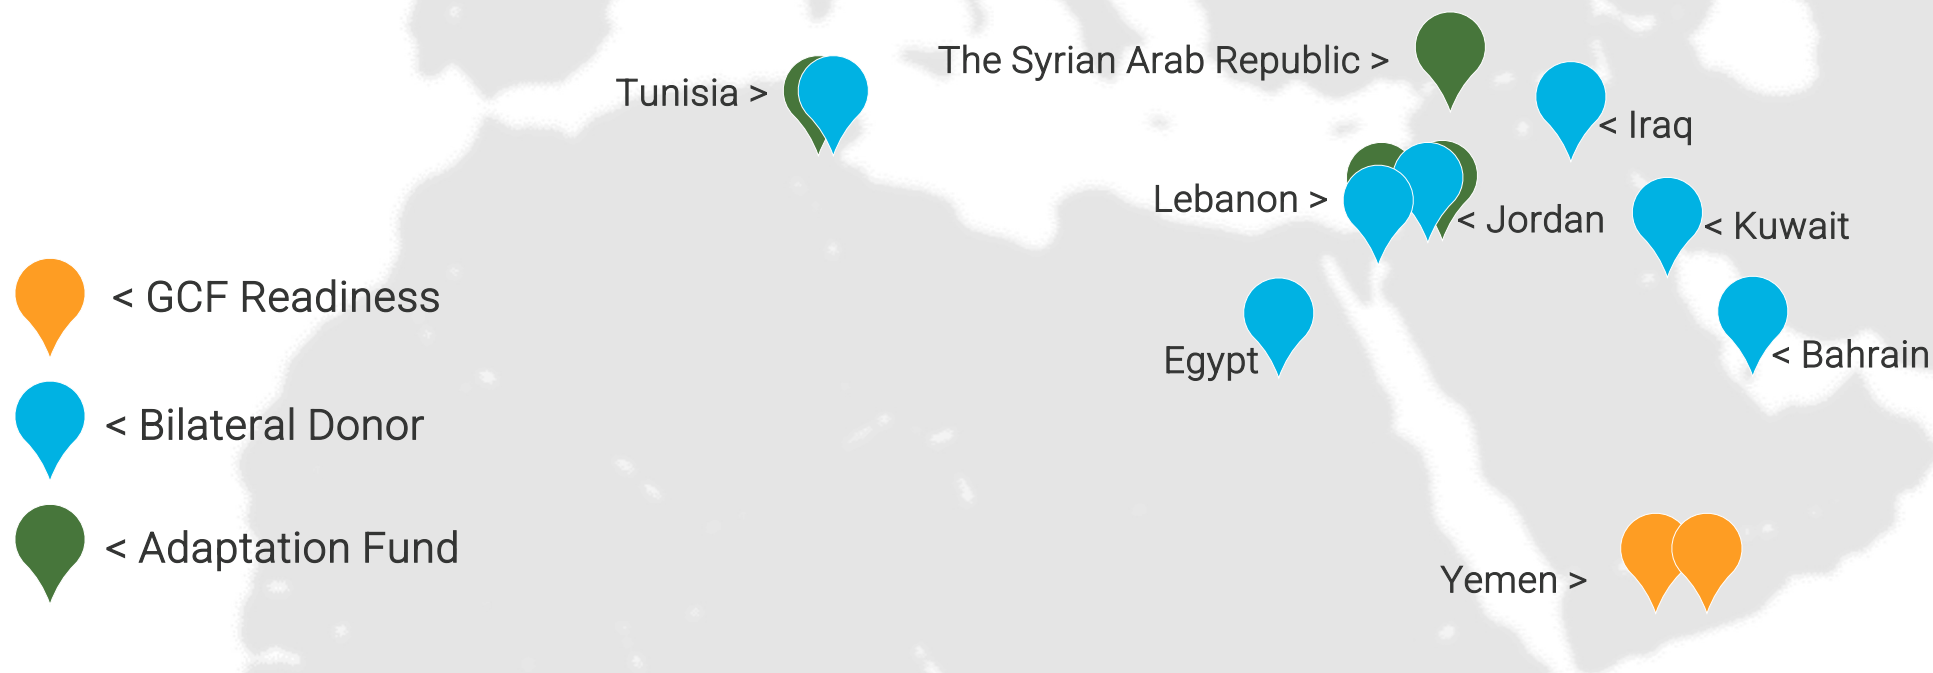 The Syrian Arab Republic >
Tunisia >
< Iraq
Lebanon >
< Jordan
< Kuwait
< GCF Readiness
Egypt
< Bahrain
< Bilateral Donor
< Adaptation Fund
Yemen >